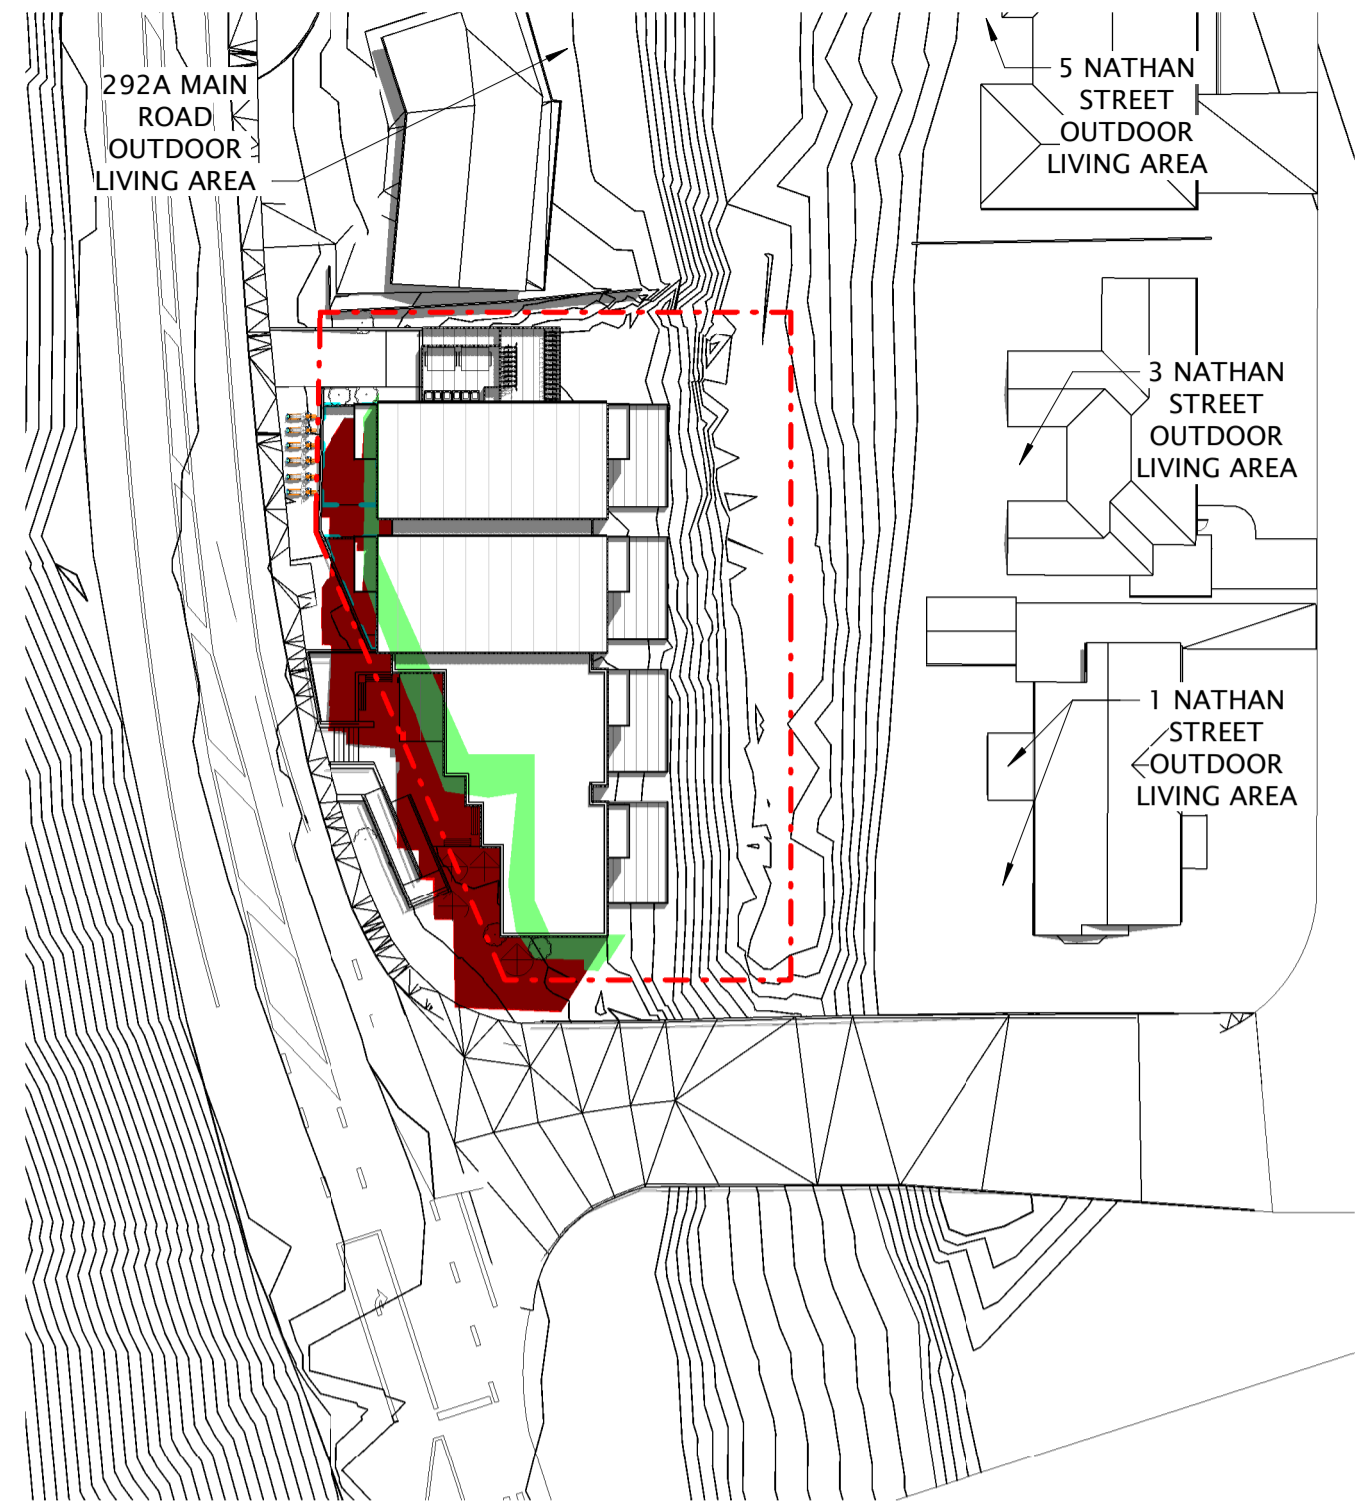 292A MAIN
ROAD
OUTDOOR
LIVING AREA
5 NATHAN
STREET
OUTDOOR
LIVING AREA
3 NATHAN
STREET
OUTDOOR
LIVING AREA
1 NATHAN
STREET
OUTDOOR
LIVING AREA